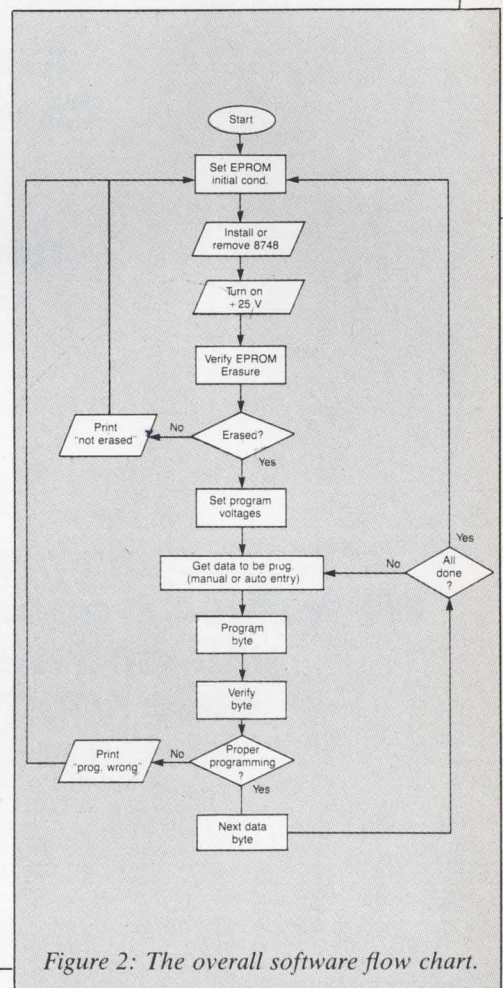 Start
Set EPROM
initial cond.
Install or
remove 8748
Turn on
+25 V
Verify EPROM
Erasure
Print
"not erased"
No
Erased?
Yes
Set program
voltages
Get data to be prog.
(manual or auto entry)
No
All
done
?
Yes
Program
byte
Verify
byte
Print
"prog. wrong"
No
Proper
programming
?
Yes
Next data
byte
Figure 2: The overall software flow chart.